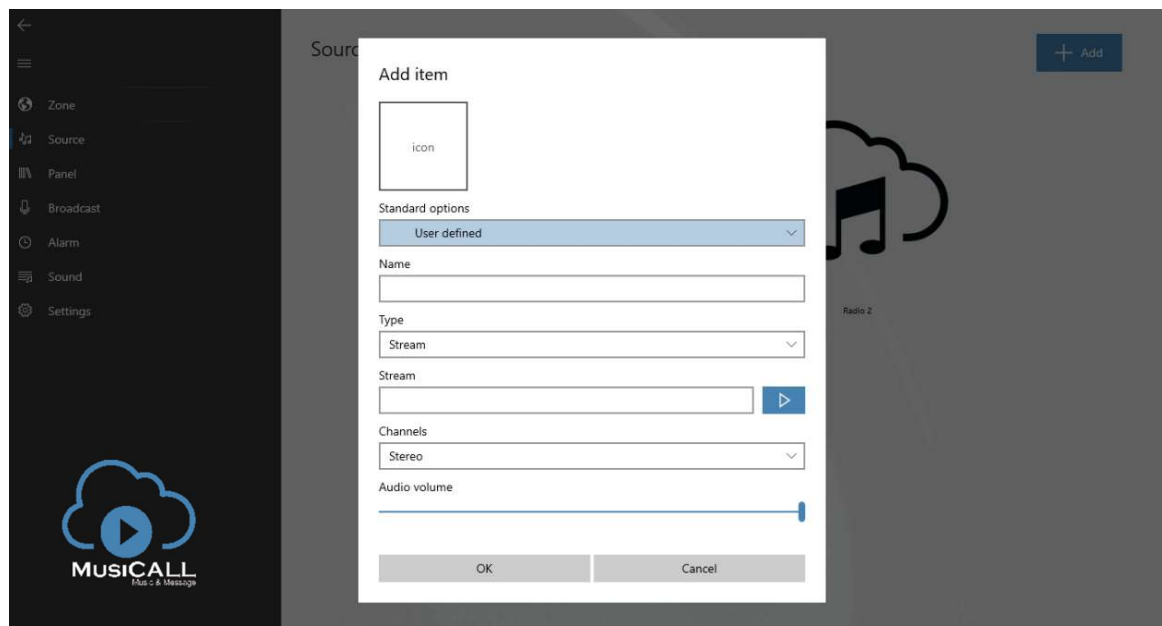 Zone
Source
Panel
Broadcast
Alarm
Sound
Settings
MUSICALL
Music & Message
Sourc
Add
Add item
icon
Standard options
User defined
Name
Type
Stream
Stream
Channels
Stereo
Audio volume
OK
Cancel
Radio 2